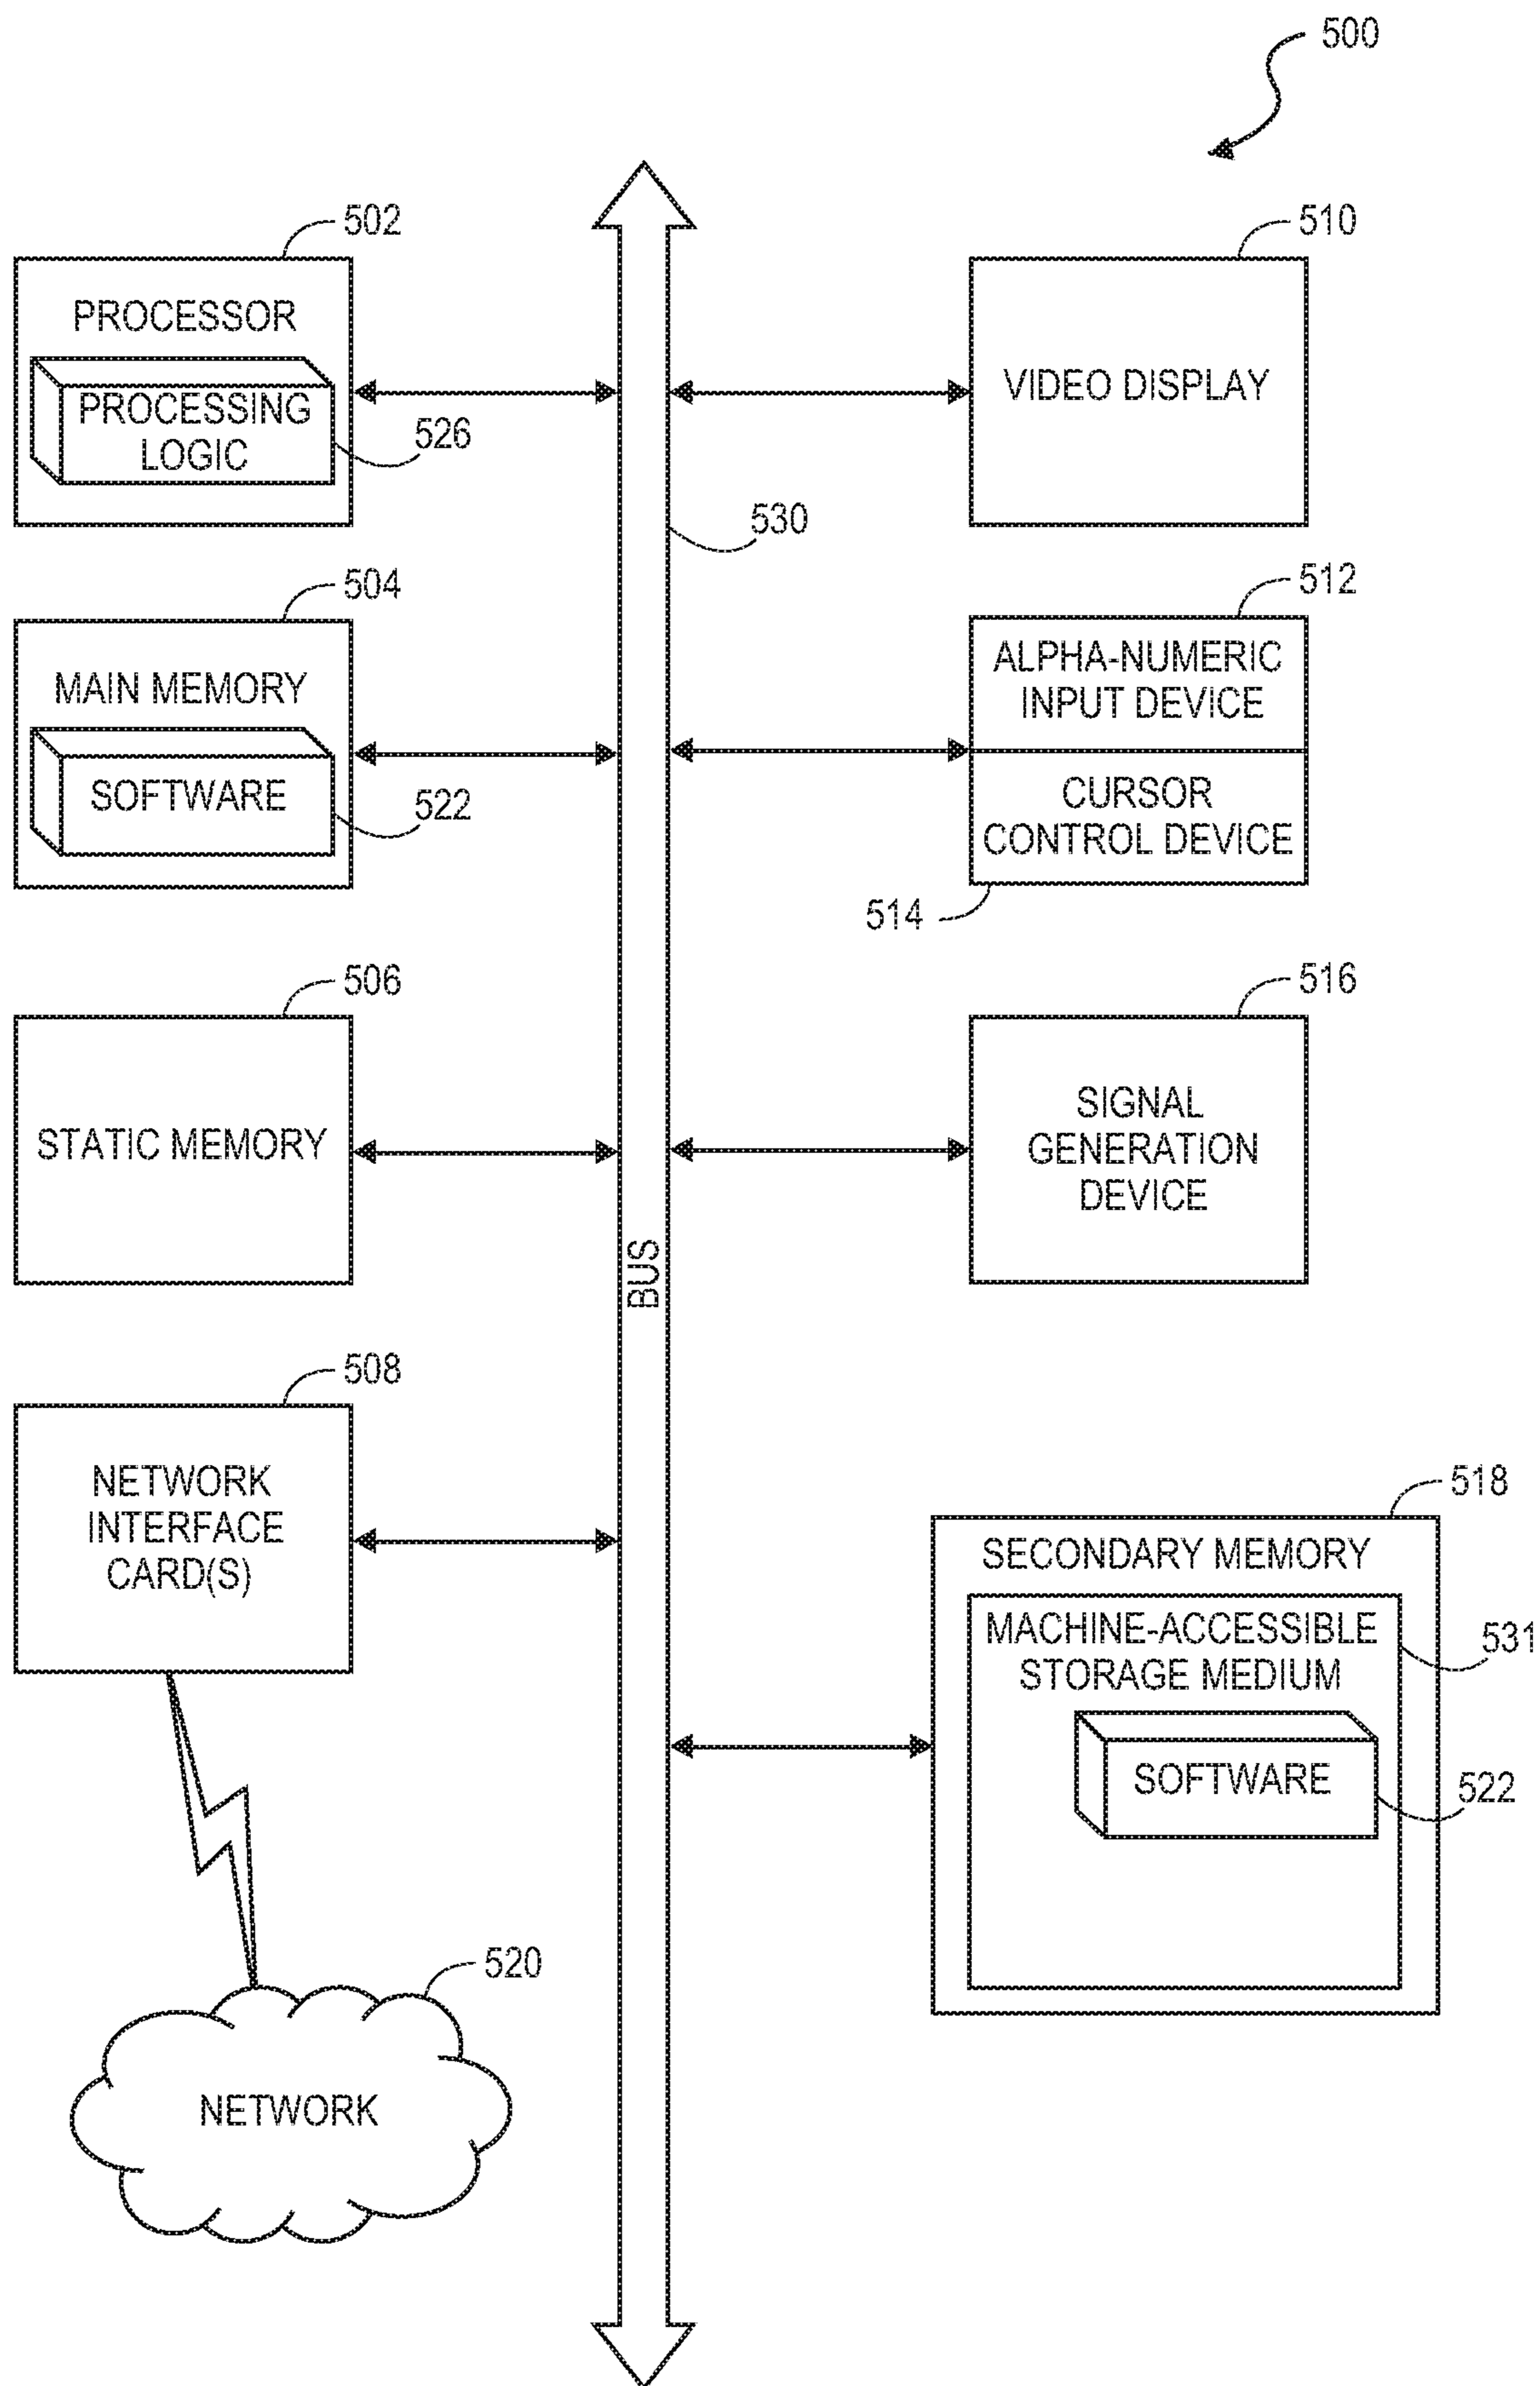 500
502
PROCESSOR
PROCESSING
LOGIC
526
510
VIDEO DISPLAY
530
504
MAIN MEMORY
SOFTWARE
522
512
ALPHA-NUMERIC
INPUT DEVICE
CURSOR
CONTROL DEVICE
514
506
STATIC MEMORY
516
SIGNAL
GENERATION
DEVICE
BUS
508
NETWORK
INTERFACE
CARD(S)
518
SECONDARY MEMORY
MACHINE-ACCESSIBLE
STORAGE MEDIUM
531
SOFTWARE
522
520
NETWORK